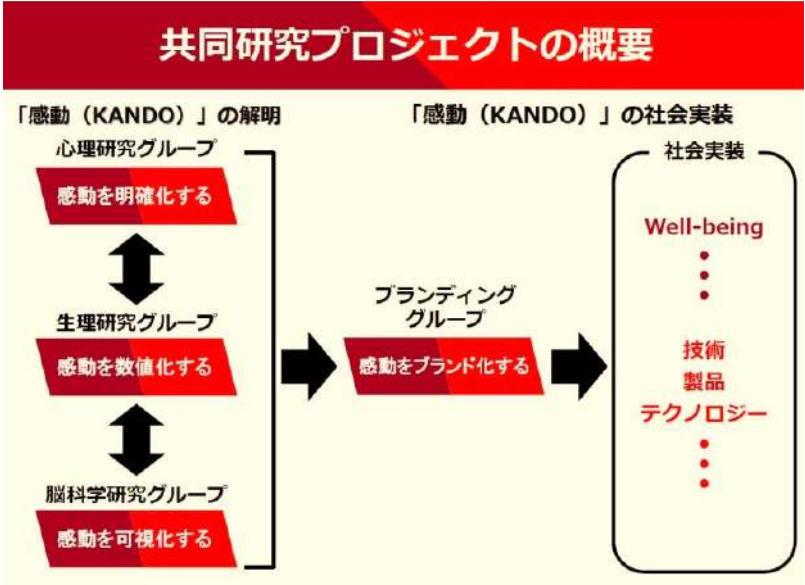 共同研究プロジェクトの概要
「感動（KANDO）」の解明
心理研究グループ
感動を明確化する
生理研究グループ
感動を数値化する
脳科学研究グループ
感動を可視化する
「感動（KANDO）」の社会実装
ブランディング
グループ
感動をブランド化する
社会実装
Well-being
技術
製品
テクノロジー